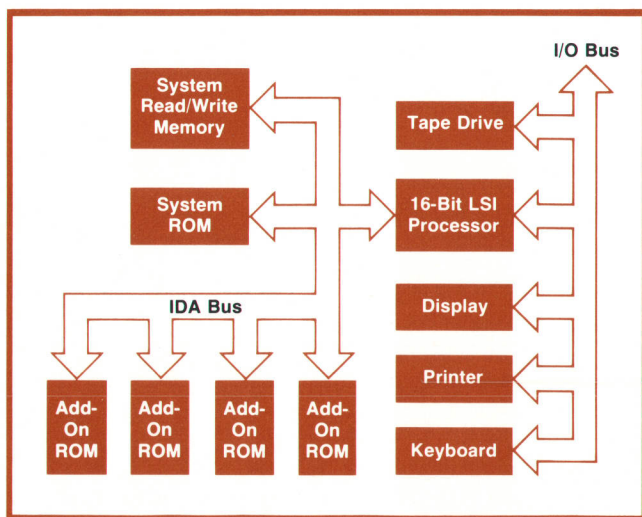 I/O Bus
System
Read/Write
Memory
Tape Drive
System
ROM
16-Bit LSI
Processor
IDA Bus
Display
Printer
Keyboard
Add-
On
ROM
Add-
On
ROM
Add-
On
ROM
Add-
On
ROM